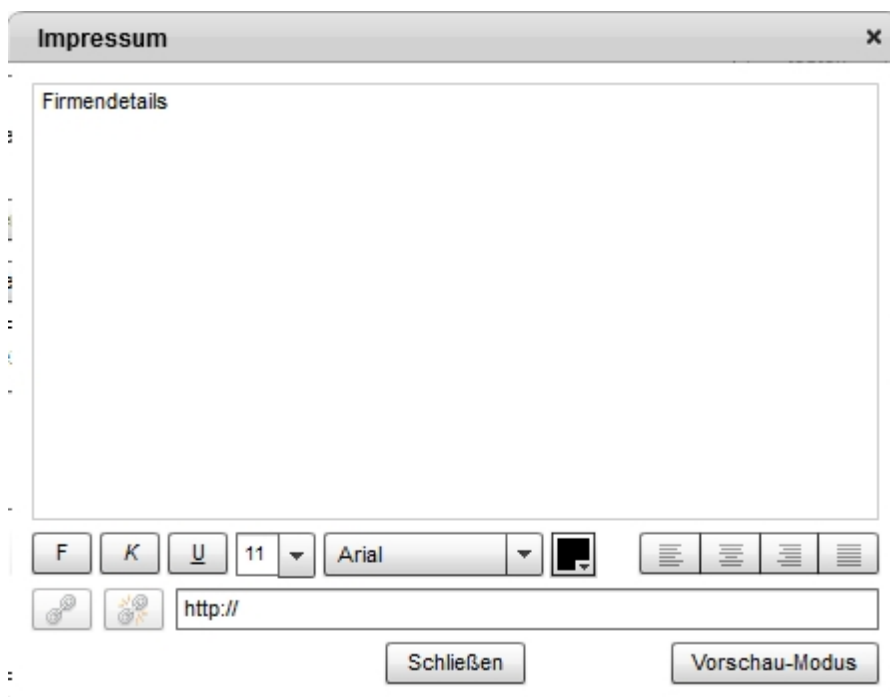 Impressum
Firmendetails
F K U 11 Arial
http://
Schließen Vorschau-Modus